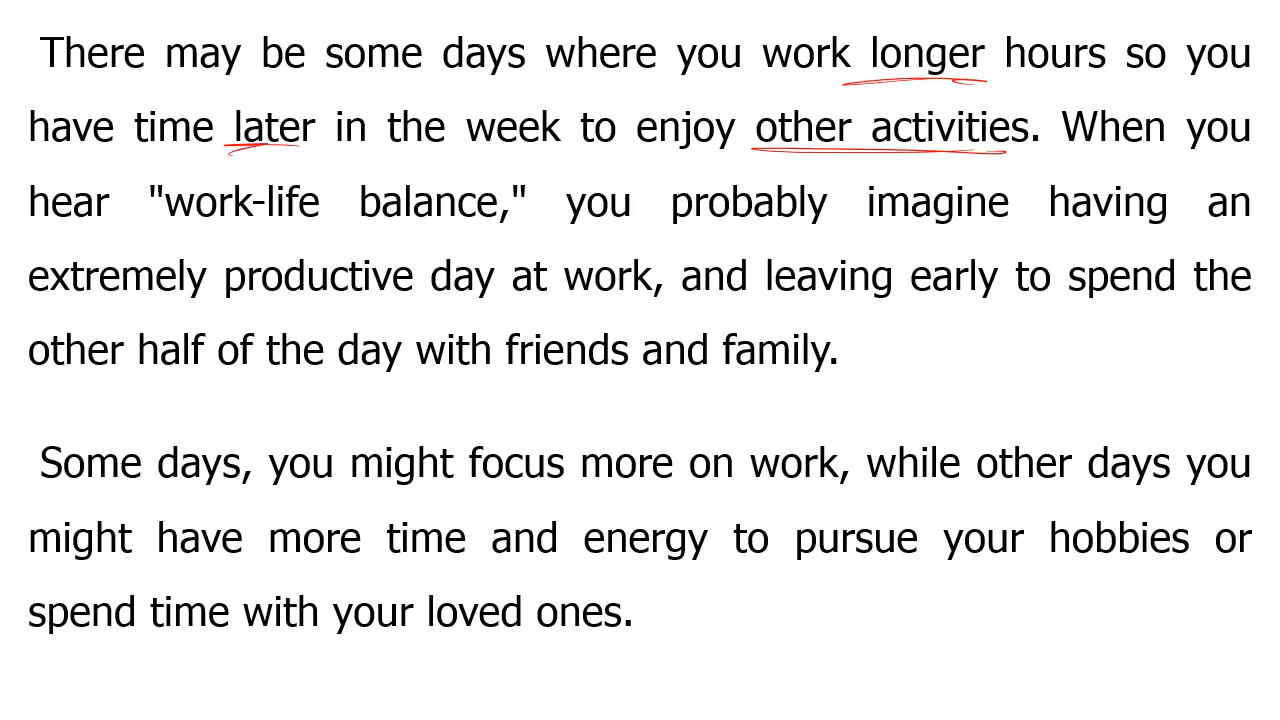 There may be some days where you work longer hours so you
have time later in the week to enjoy other activities. When you
hear "work-life balance," you probably imagine having an
extremely productive day at work, and leaving early to spend the
other half of the day with friends and family.
Some days, you might focus more on work, while other days you
might have more time and energy to pursue your hobbies or
spend time with your loved ones.